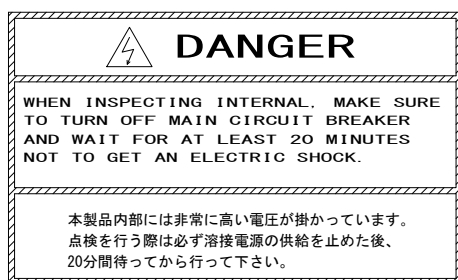 DANGER
WHEN INSPECTING INTERNAL, MAKE SURE
TO TURN OFF MAIN CIRCUIT BREAKER
AND WAIT FOR AT LEAST 20 MINUTES
NOT TO GET AN ELECTRIC SHOCK.
本製品内部には非常に高い電圧が掛かっています。
点検を行う際は必ず溶接電源の供給を止めた後、
20分間待ってから行って下さい。